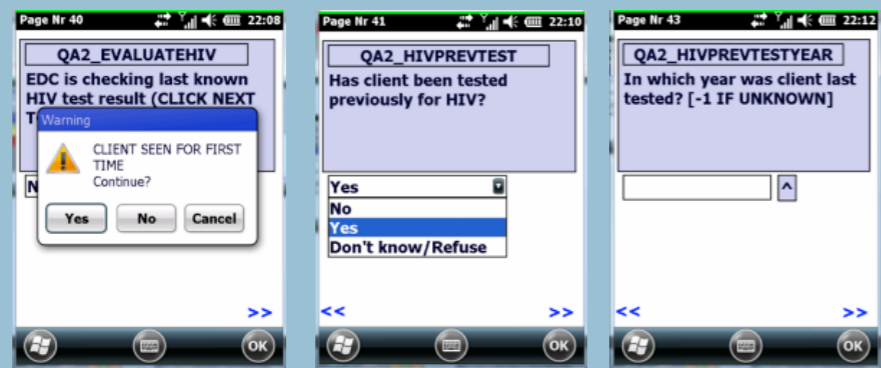 Page Nr 40 22:08
QA2_EVALUATEHIV
EDC is checking last known
HIV test result (CLICK NEXT
T
Warning
CLIENT SEEN FOR FIRST
TIME
Continue?
N
Yes No Cancel
>>
OK
Page Nr 41 22:10
QA2_HIVPREVTEST
Has client been tested
previously for HIV?
Yes
No
Yes
Don't know/Refuse
<< >>
OK
Page Nr 43 22:12
QA2_HIVPREVTESTYEAR
In which year was client last
tested? [-1 IF UNKNOWN]
^
<< >>
OK